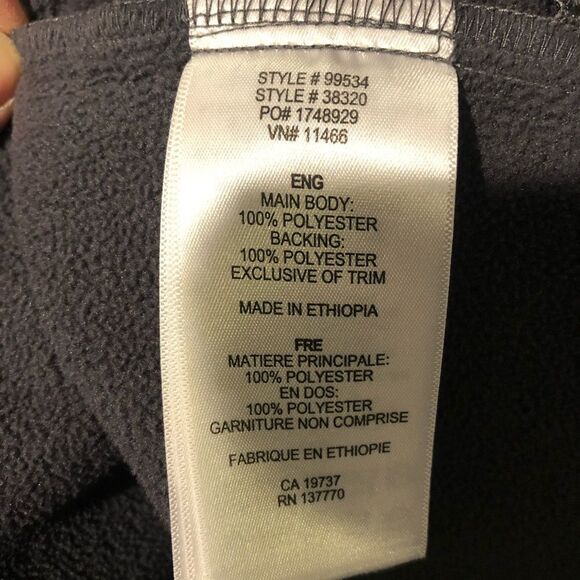 STYLE # 99534
STYLE # 38320
PO# 1748929
VN# 11466
ENG
MAIN BODY:
100% POLYESTER
BACKING:
100% POLYESTER
EXCLUSIVE OF TRIM
MADE IN ETHIOPIA
FRE
MATIERE PRINCIPALE:
100% POLYESTER
EN DOS:
100% POLYESTER
GARNITURE NON COMPRISE
FABRIQUE EN ETHIOPIE
CA 19737
RN 137770